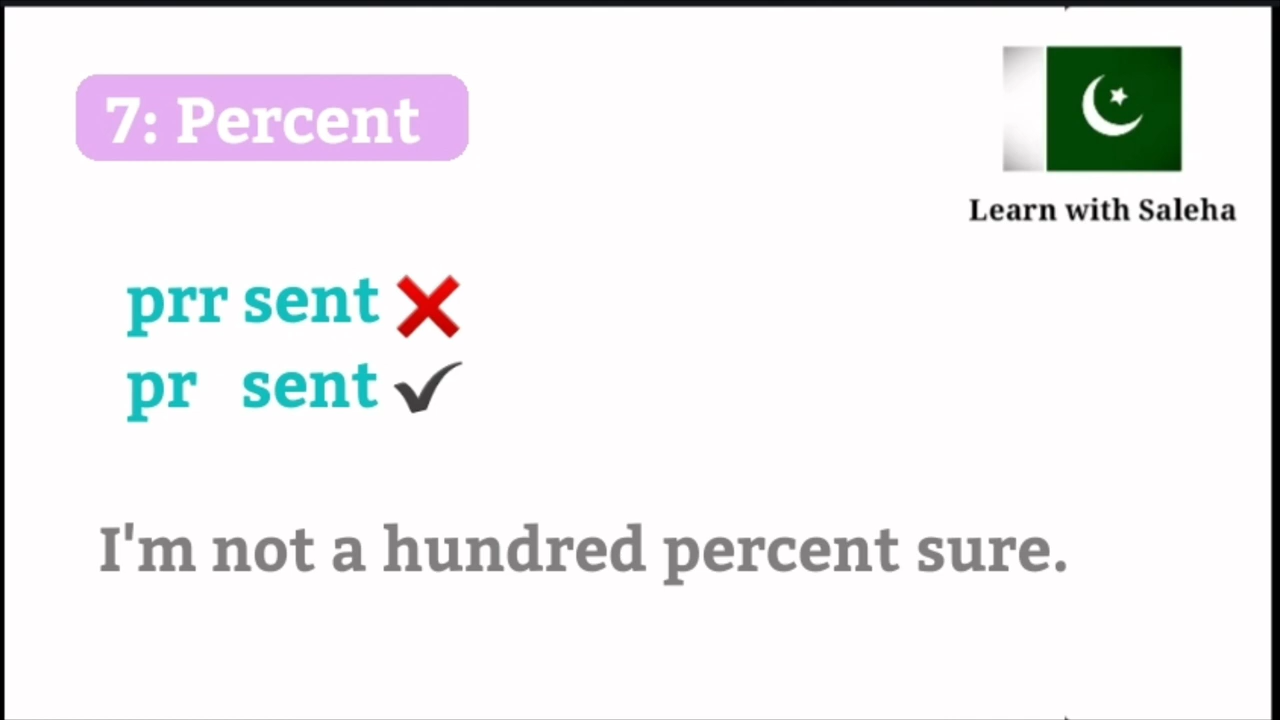 7: Percent
Learn with Saleha
prr sent ❌
pr sent ✔
I'm not a hundred percent sure.